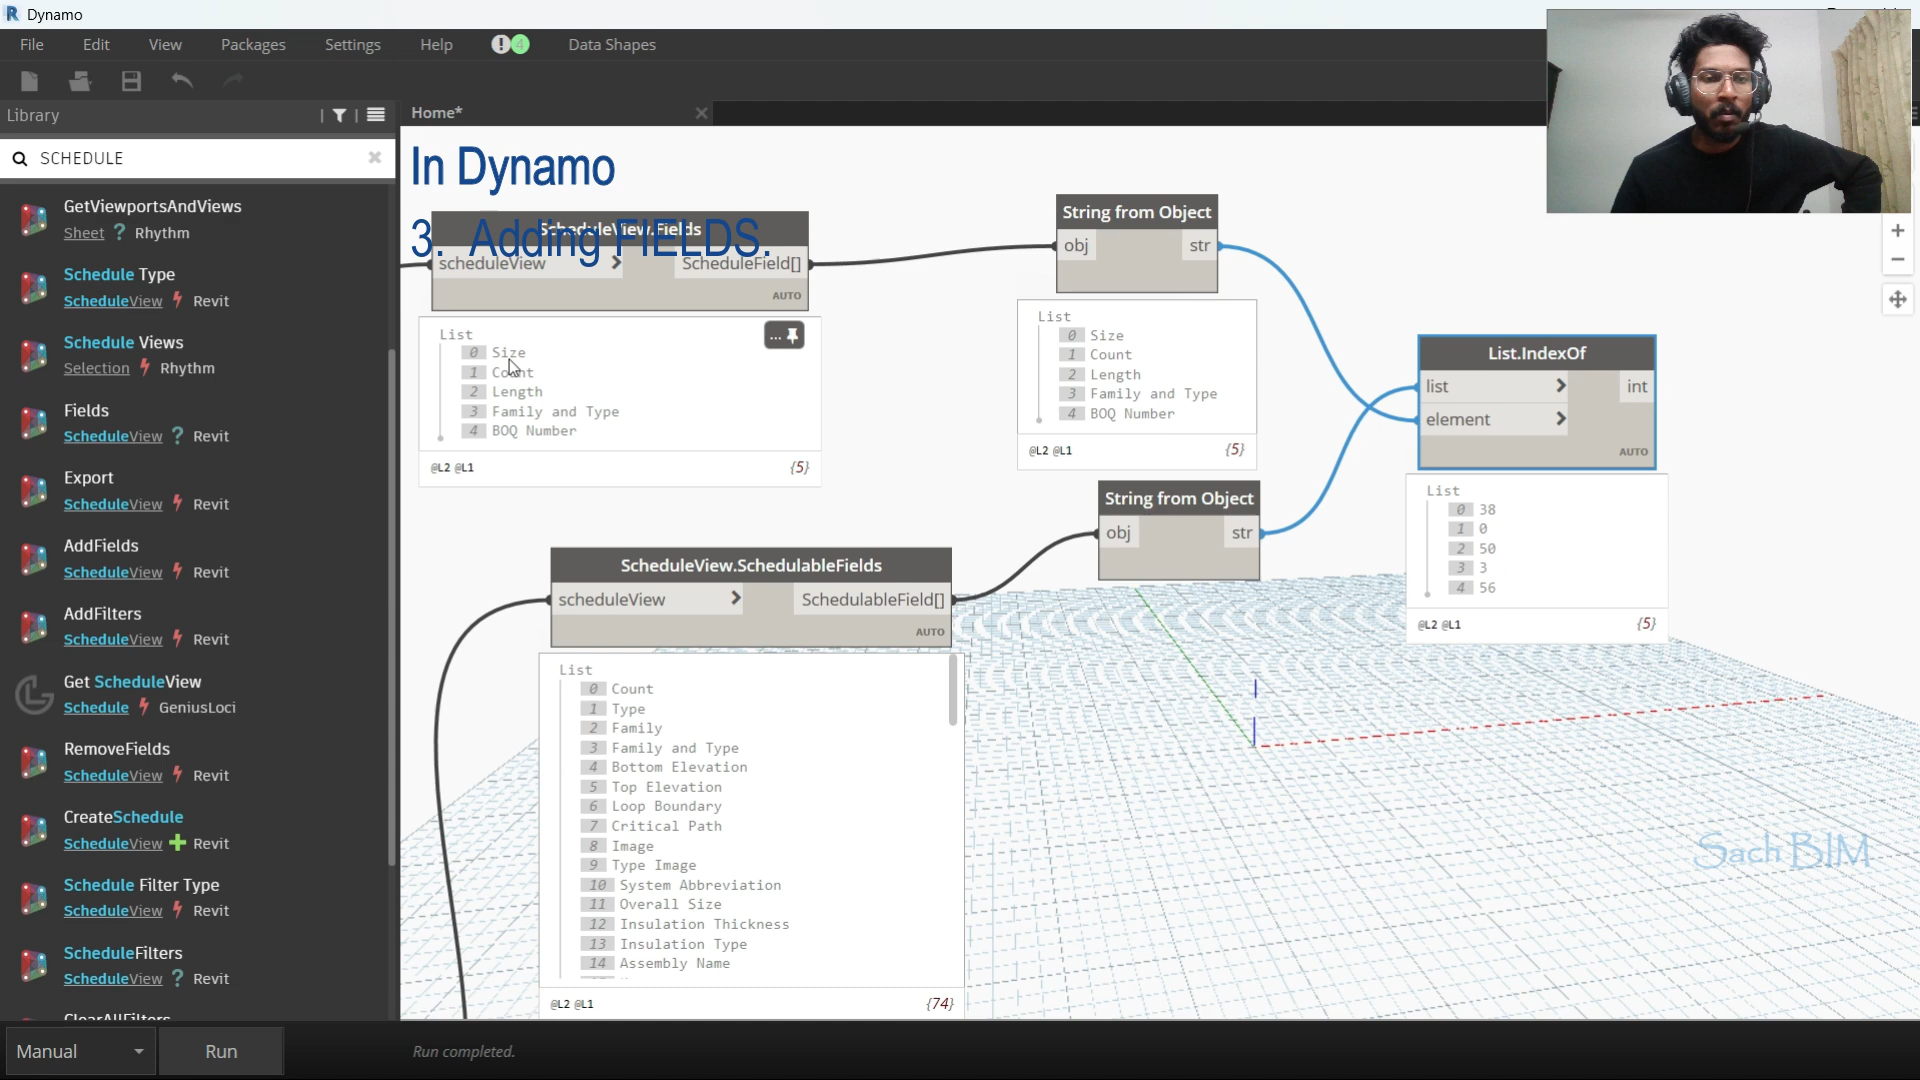 Dynamo
File Edit View Packages Settings Help 4 Data Shapes
Library
SCHEDULE
GetViewportsAndViews
Sheet ? Rhythm
Schedule Type
ScheduleView Revit
Schedule Views
Selection Rhythm
Fields
ScheduleView ? Revit
Export
ScheduleView Revit
AddFields
ScheduleView Revit
AddFilters
ScheduleView Revit
Get ScheduleView
Schedule GeniusLoci
RemoveFields
ScheduleView Revit
CreateSchedule
ScheduleView Revit
Schedule Filter Type
ScheduleView Revit
ScheduleFilters
ScheduleView ? Revit
ClearAllFilters
Manual
Run
Run completed.
Home*
In Dynamo
3. Adding FIELDS.
ScheduleView.Fields
scheduleView > ScheduleField[]
AUTO
List
0 Size
1 Count
2 Length
3 Family and Type
4 BOQ Number
@L2 @L1 {5}
ScheduleView.SchedulableFields
scheduleView > SchedulableField[]
AUTO
List
0 Count
1 Type
2 Family
3 Family and Type
4 Bottom Elevation
5 Top Elevation
6 Loop Boundary
7 Critical Path
8 Image
9 Type Image
10 System Abbreviation
11 Overall Size
12 Insulation Thickness
13 Insulation Type
14 Assembly Name
@L2 @L1 {74}
String from Object
obj str
List
0 Size
1 Count
2 Length
3 Family and Type
4 BOQ Number
@L2 @L1 {5}
String from Object
obj str
List.IndexOf
list > int
element >
AUTO
List
0 38
1 0
2 50
3 3
4 56
@L2 @L1 {5}
Sach BIM